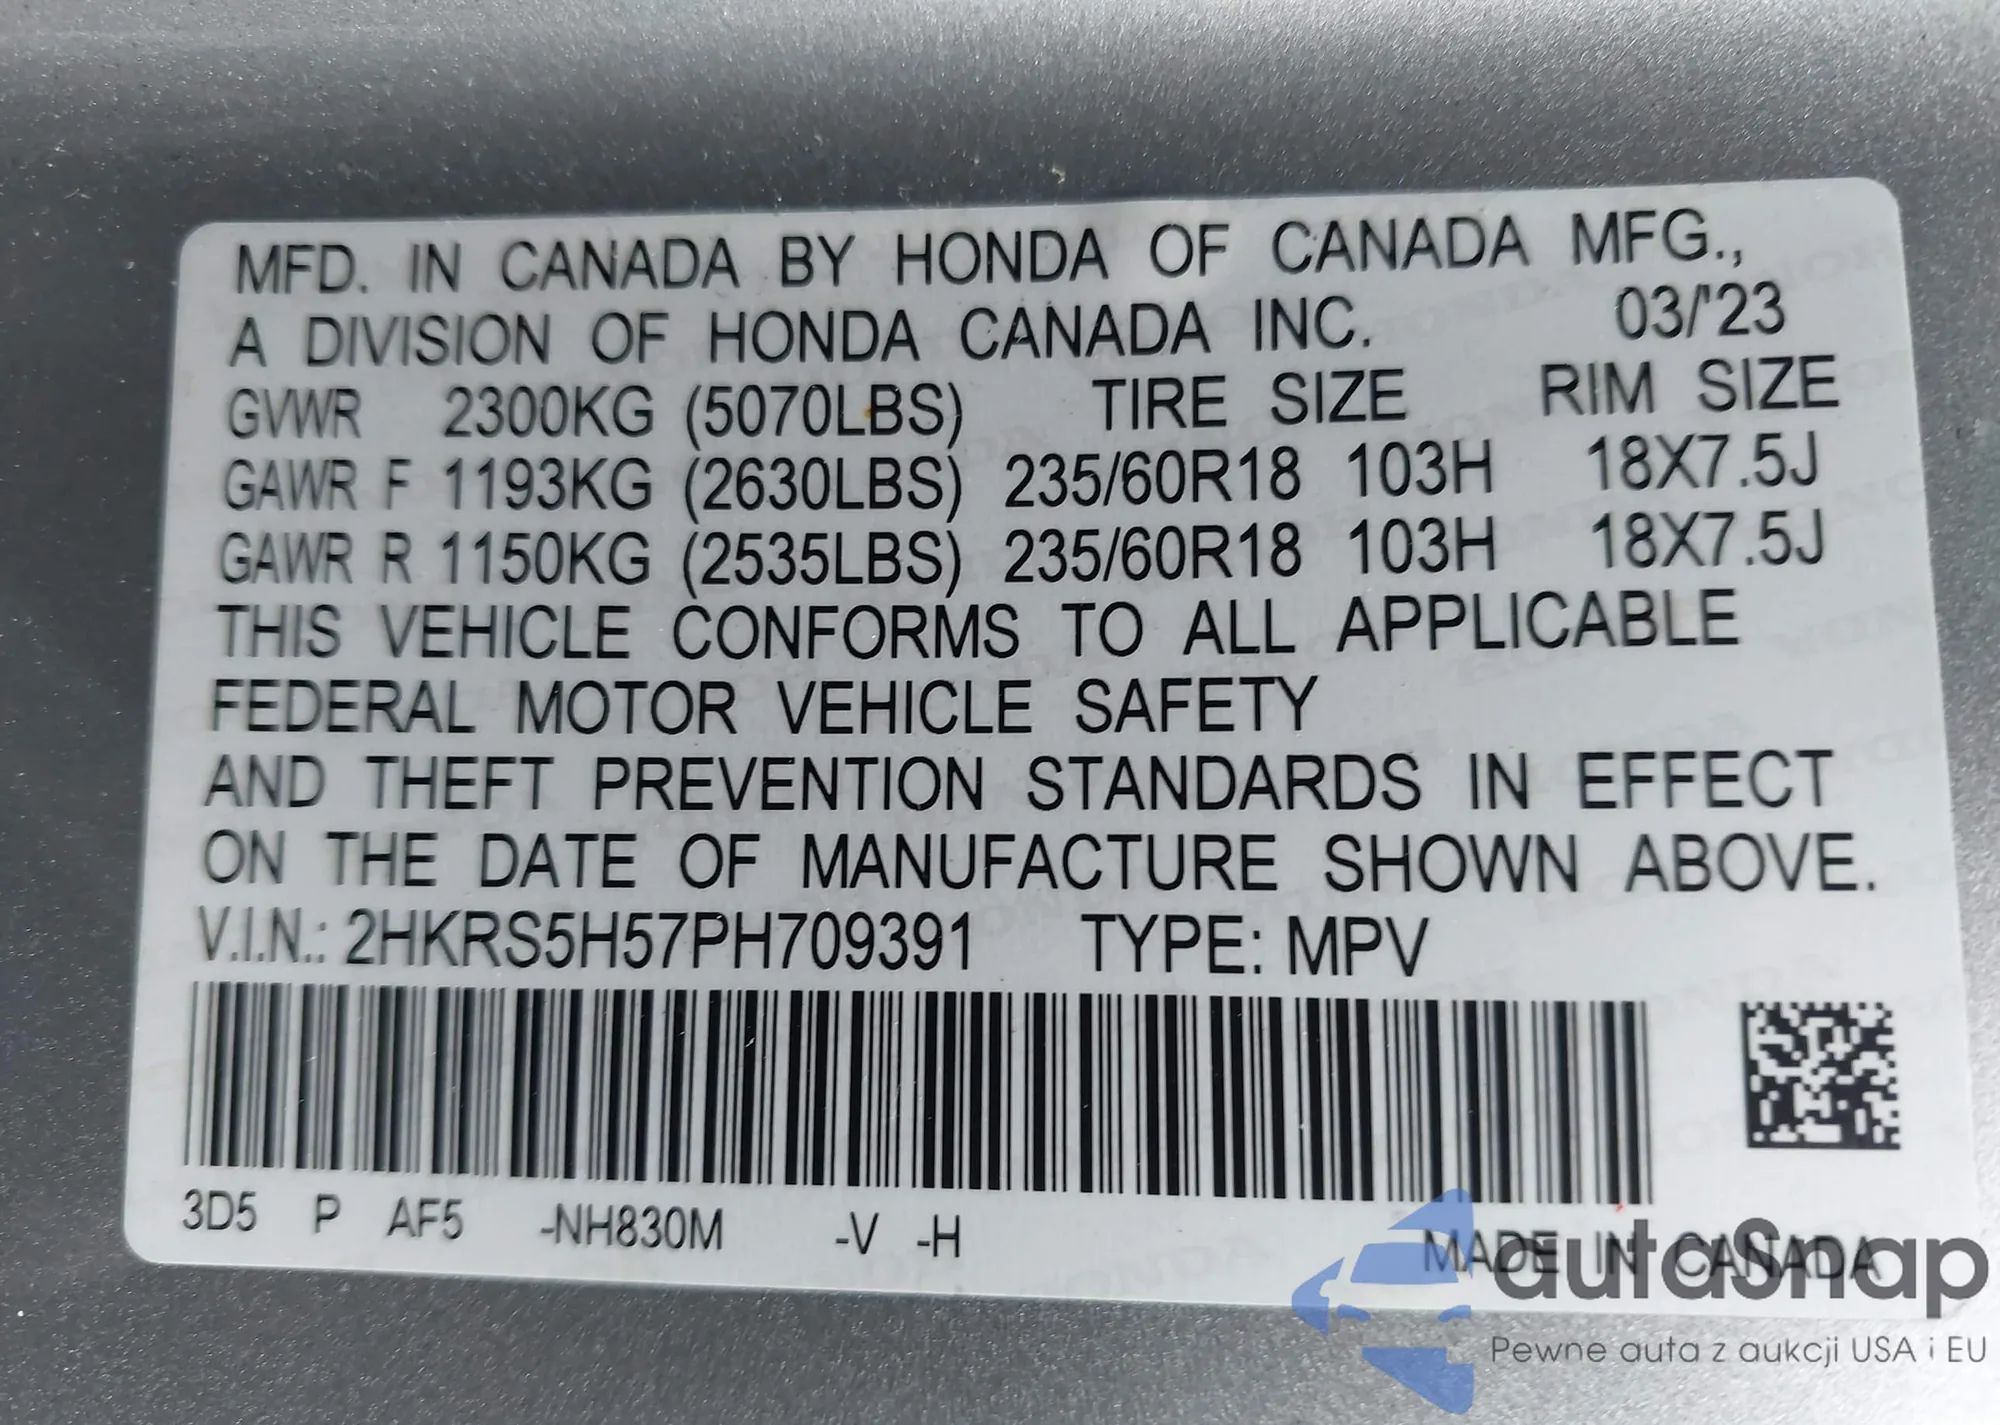 MFD. IN CANADA BY HONDA OF CANADA MFG.,
A DIVISION OF HONDA CANADA INC. 03/'23
GVWR 2300KG (5070LBS) TIRE SIZE RIM SIZE
GAWR F 1193KG (2630LBS) 235/60R18 103H 18X7.5J
GAWR R 1150KG (2535LBS) 235/60R18 103H 18X7.5J
THIS VEHICLE CONFORMS TO ALL APPLICABLE
FEDERAL MOTOR VEHICLE SAFETY
AND THEFT PREVENTION STANDARDS IN EFFECT
ON THE DATE OF MANUFACTURE SHOWN ABOVE.
V.I.N.: 2HKRS5H57PH709391 TYPE: MPV
3D5 P AF5 -NH830M -V -H
MADE IN CANADA
autaSnap
Pewne auta z aukcji USA i EU